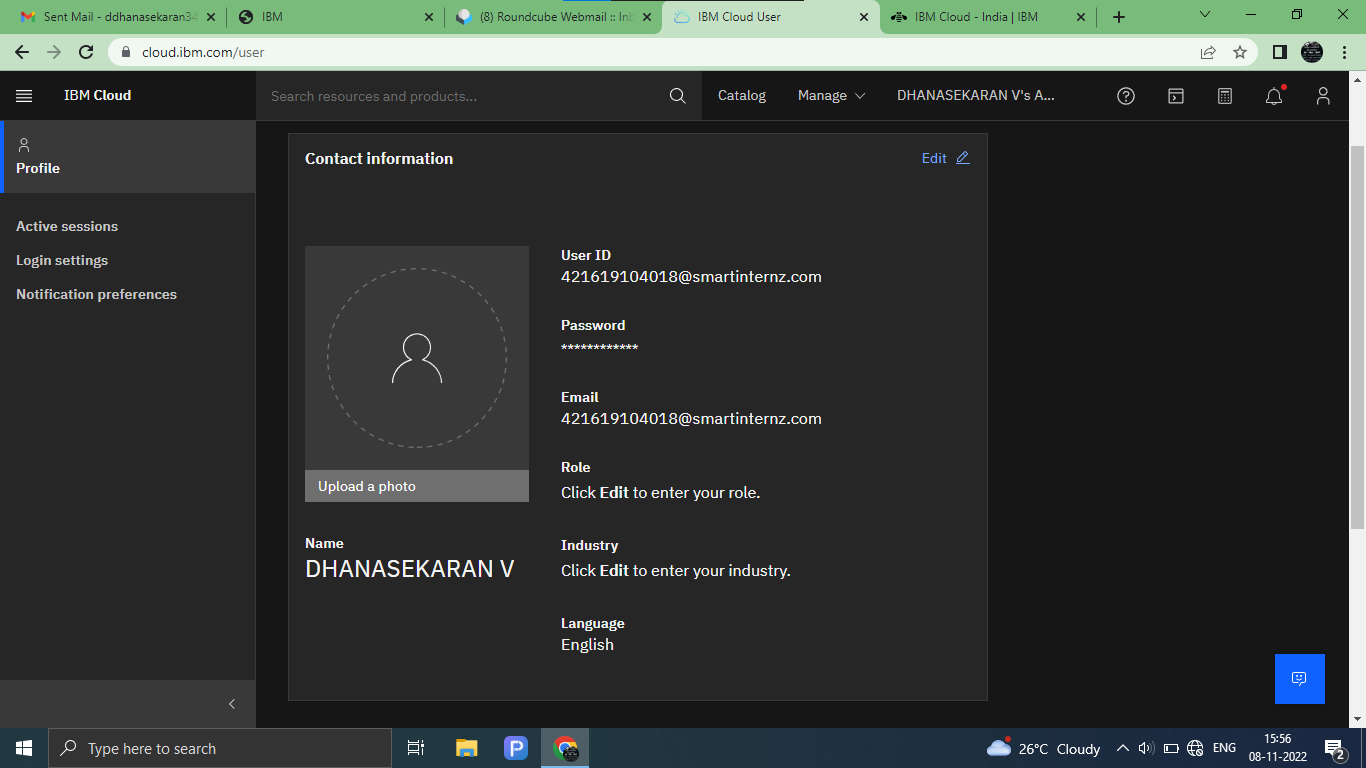 Sent Mail - ddhanasekaran34
IBM
(8) Roundcube Webmail :: Inb
IBM Cloud User
IBM Cloud - India | IBM
cloud.ibm.com/user
IBM Cloud
Search resources and products...
Catalog
Manage
DHANASEKARAN V's A...
Profile
Active sessions
Login settings
Notification preferences
Contact information
Edit
Upload a photo
Name
DHANASEKARAN V
User ID
421619104018@smartinternz.com
Password
************
Email
421619104018@smartinternz.com
Role
Click Edit to enter your role.
Industry
Click Edit to enter your industry.
Language
English
Type here to search
P
26°C Cloudy
ENG
15:56
08-11-2022
2